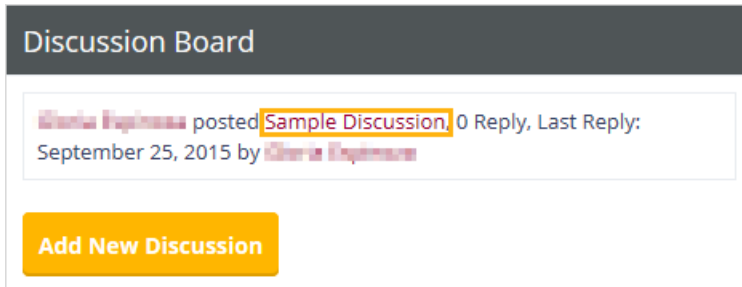 Discussion Board
posted Sample Discussion, 0 Reply, Last Reply:
September 25, 2015 by
Add New Discussion